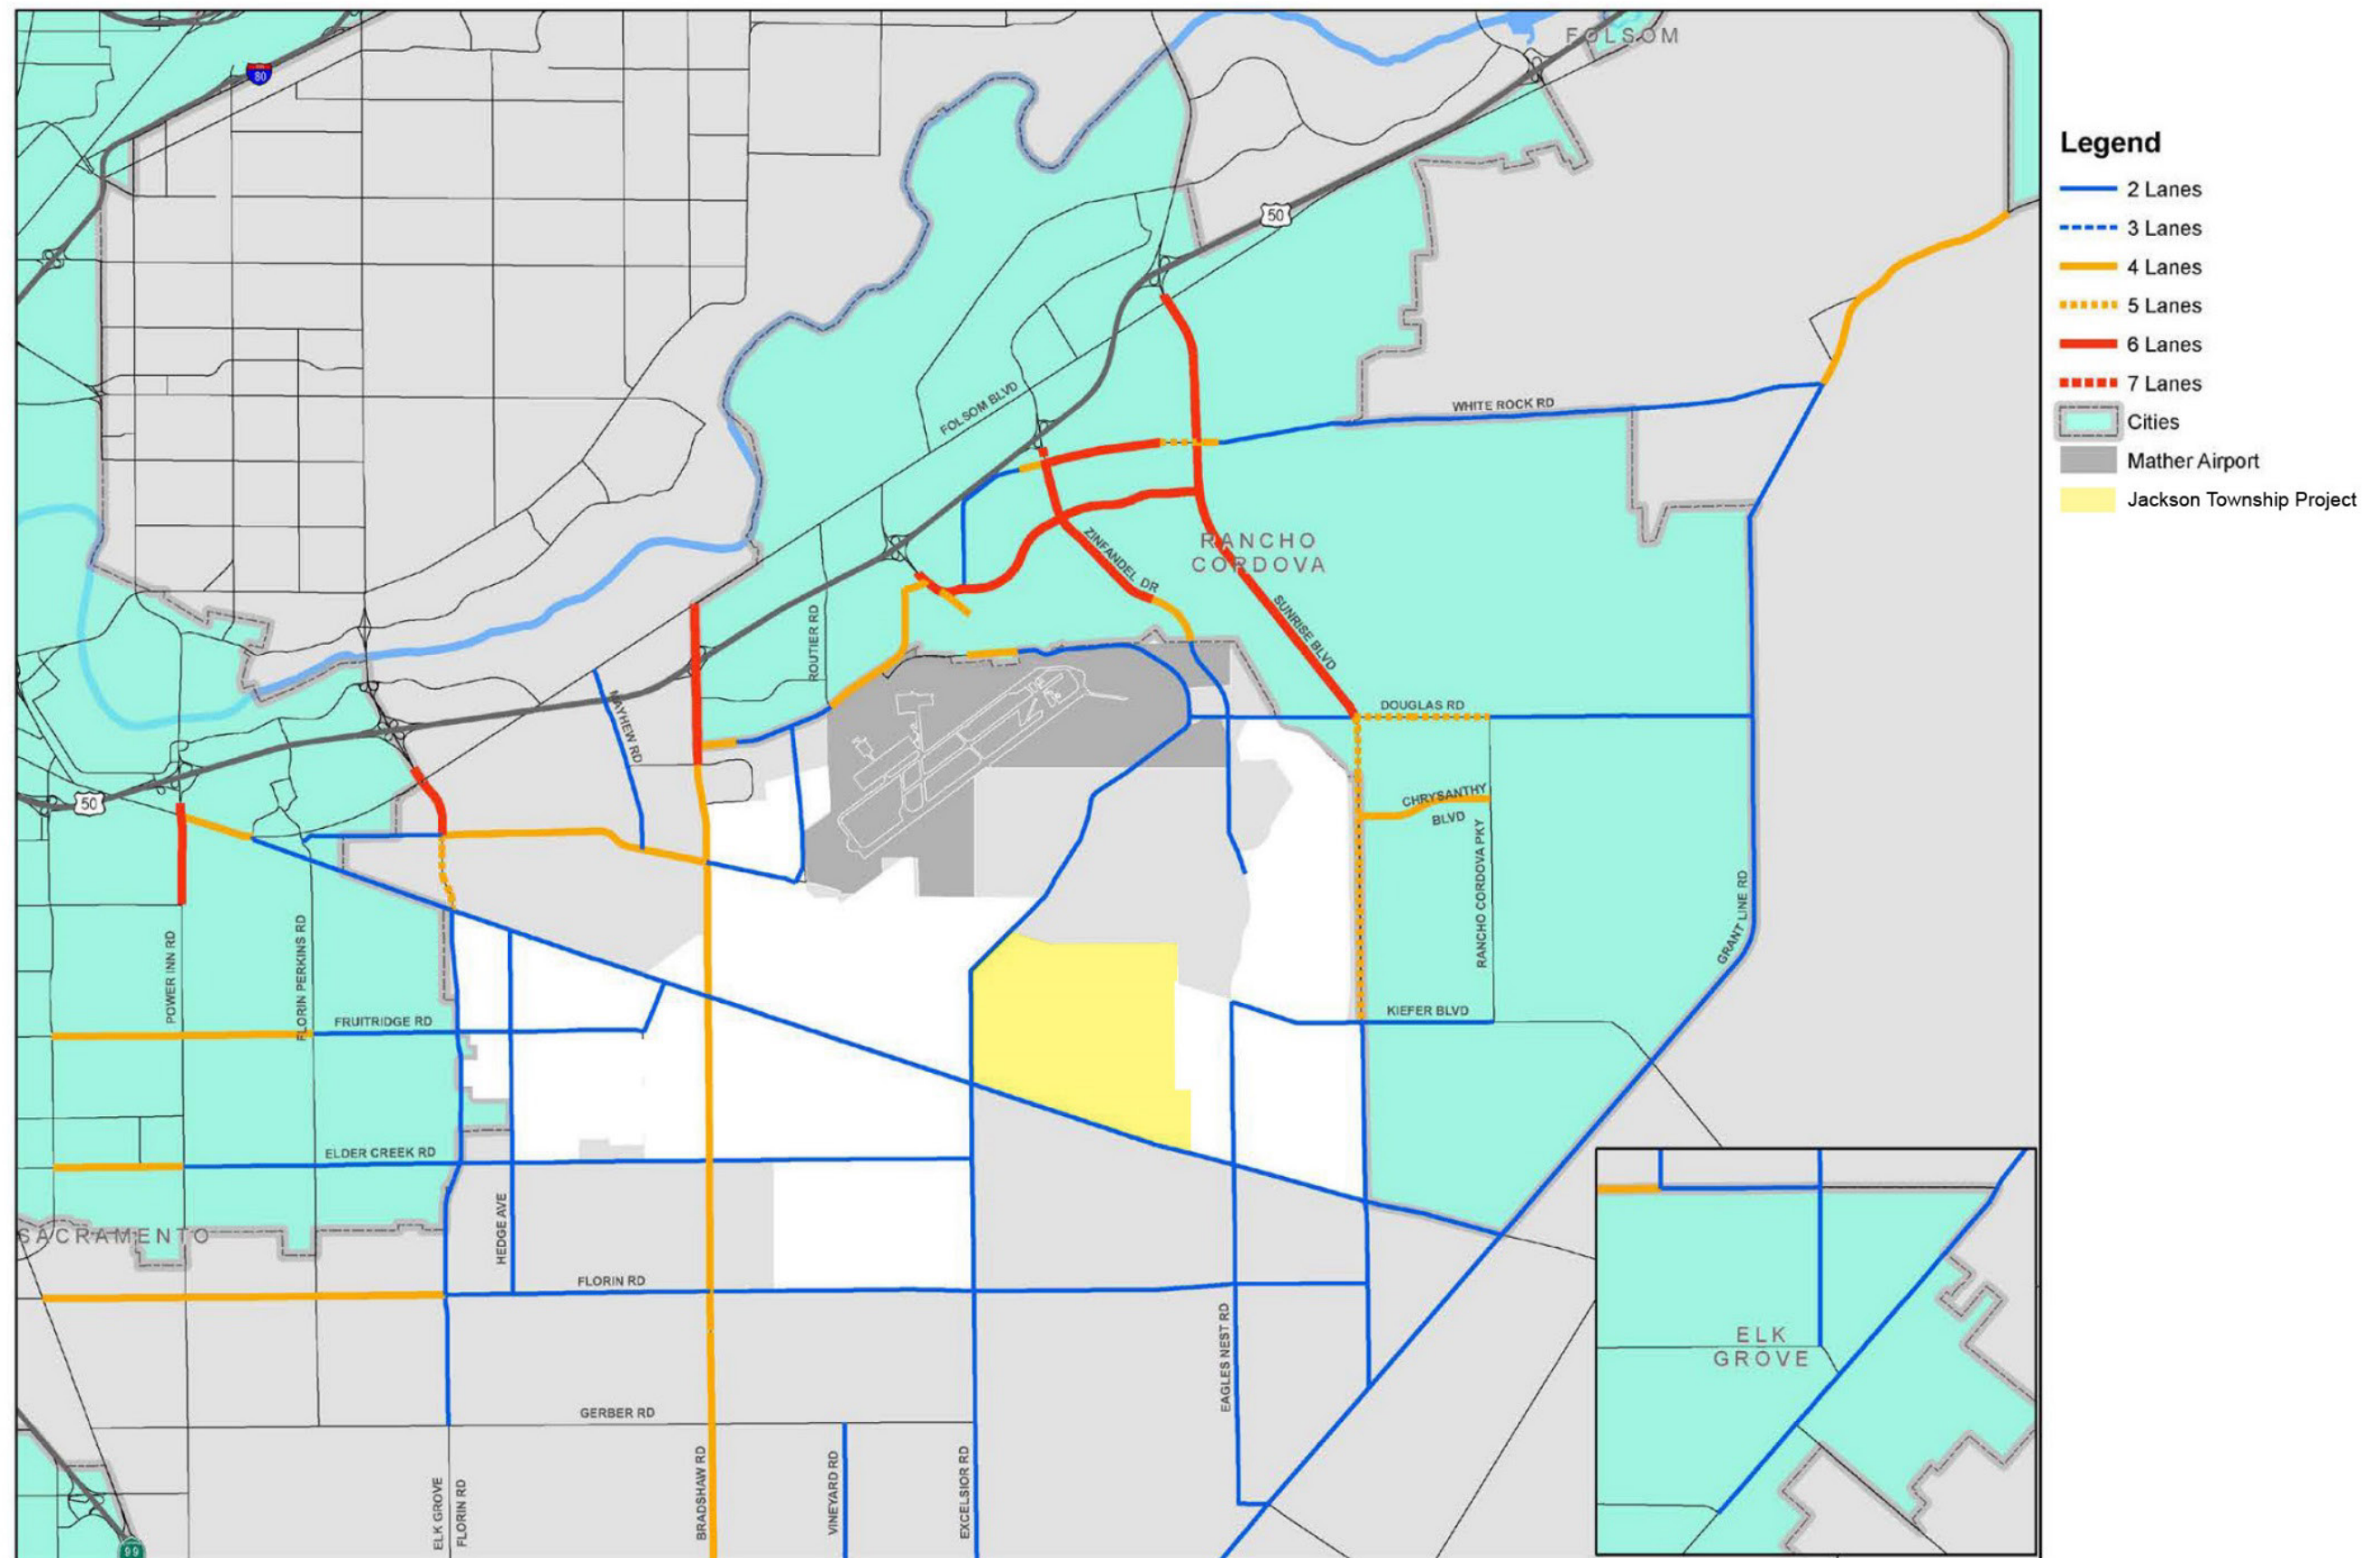 FOLSOM
80
50
FOLSOM BLVD
WHITE ROCK RD
ZINFANDEL DR
RANCHO
CORDOVA
SUNRISE BLVD
ROUTIER RD
MAYHEW RD
DOUGLAS RD
50
CHRYSANTHY
BLVD
RANCHO CORDOVA PKY
GRANT LINE RD
POWER INN RD
FLORIN PERKINS RD
FRUITRIDGE RD
KIEFER BLVD
ELDER CREEK RD
SACRAMENTO
HEDGE AVE
FLORIN RD
EAGLES NEST RD
GERBER RD
ELK GROVE
FLORIN RD
BRADSHAW RD
VINEYARD RD
EXCELSIOR RD
99
ELK
GROVE
Legend
2 Lanes
3 Lanes
4 Lanes
5 Lanes
6 Lanes
7 Lanes
Cities
Mather Airport
Jackson Township Project